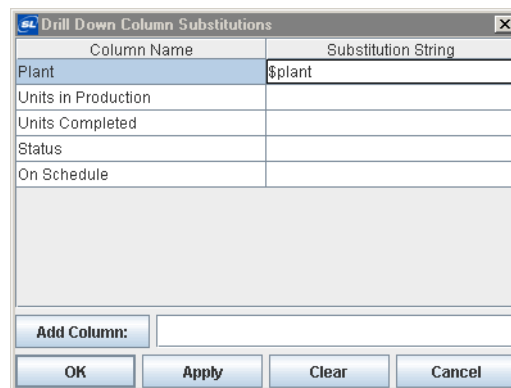 SL Drill Down Column Substitutions
Column Name Substitution String
Plant $plant
Units in Production
Units Completed
Status
On Schedule
Add Column:
OK Apply Clear Cancel